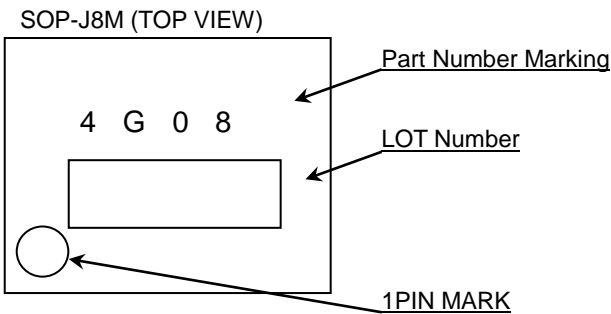 SOP-J8M (TOP VIEW)
Part Number Marking
4 G 0 8
LOT Number
1PIN MARK